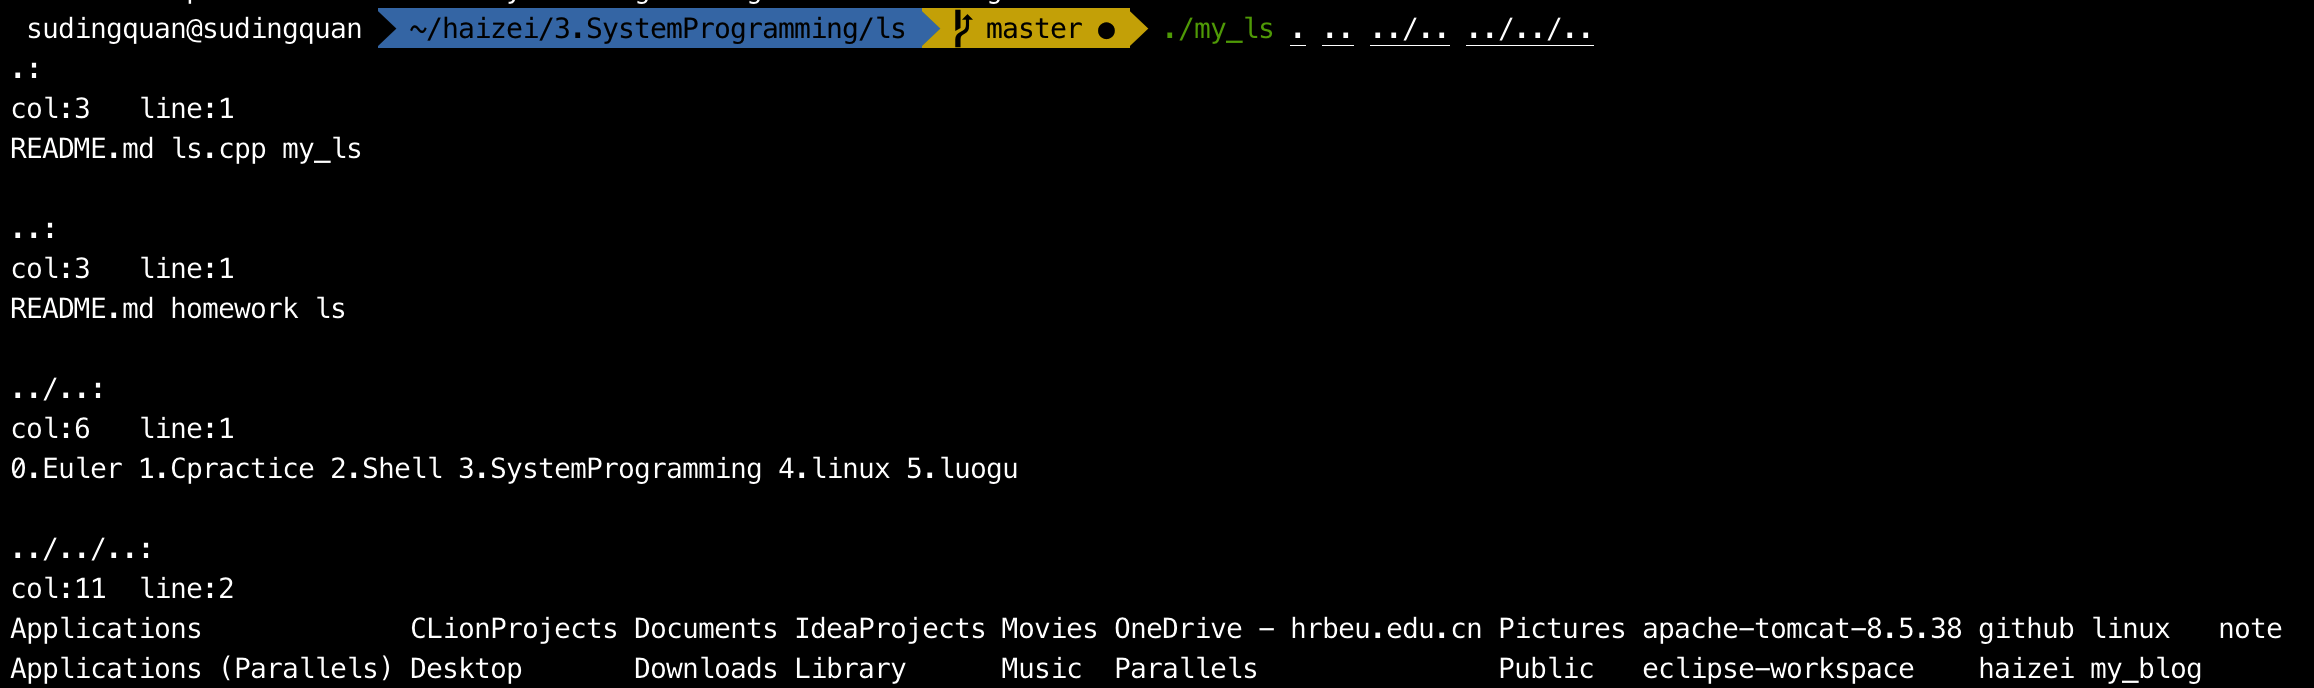 sudingquan@sudingquan ~/haizei/3.SystemProgramming/ls master ● ./my_ls . .. ../.. ../../..
.:
col:3   line:1
README.md ls.cpp my_ls
..:
col:3   line:1
README.md homework ls
../..:
col:6   line:1
0.Euler 1.Cpractice 2.Shell 3.SystemProgramming 4.linux 5.luogu
../../..:
col:11  line:2
Applications             CLionProjects Documents IdeaProjects Movies OneDrive - hrbeu.edu.cn Pictures apache-tomcat-8.5.38 github linux   note
Applications (Parallels) Desktop       Downloads Library      Music  Parallels               Public   eclipse-workspace    haizei my_blog